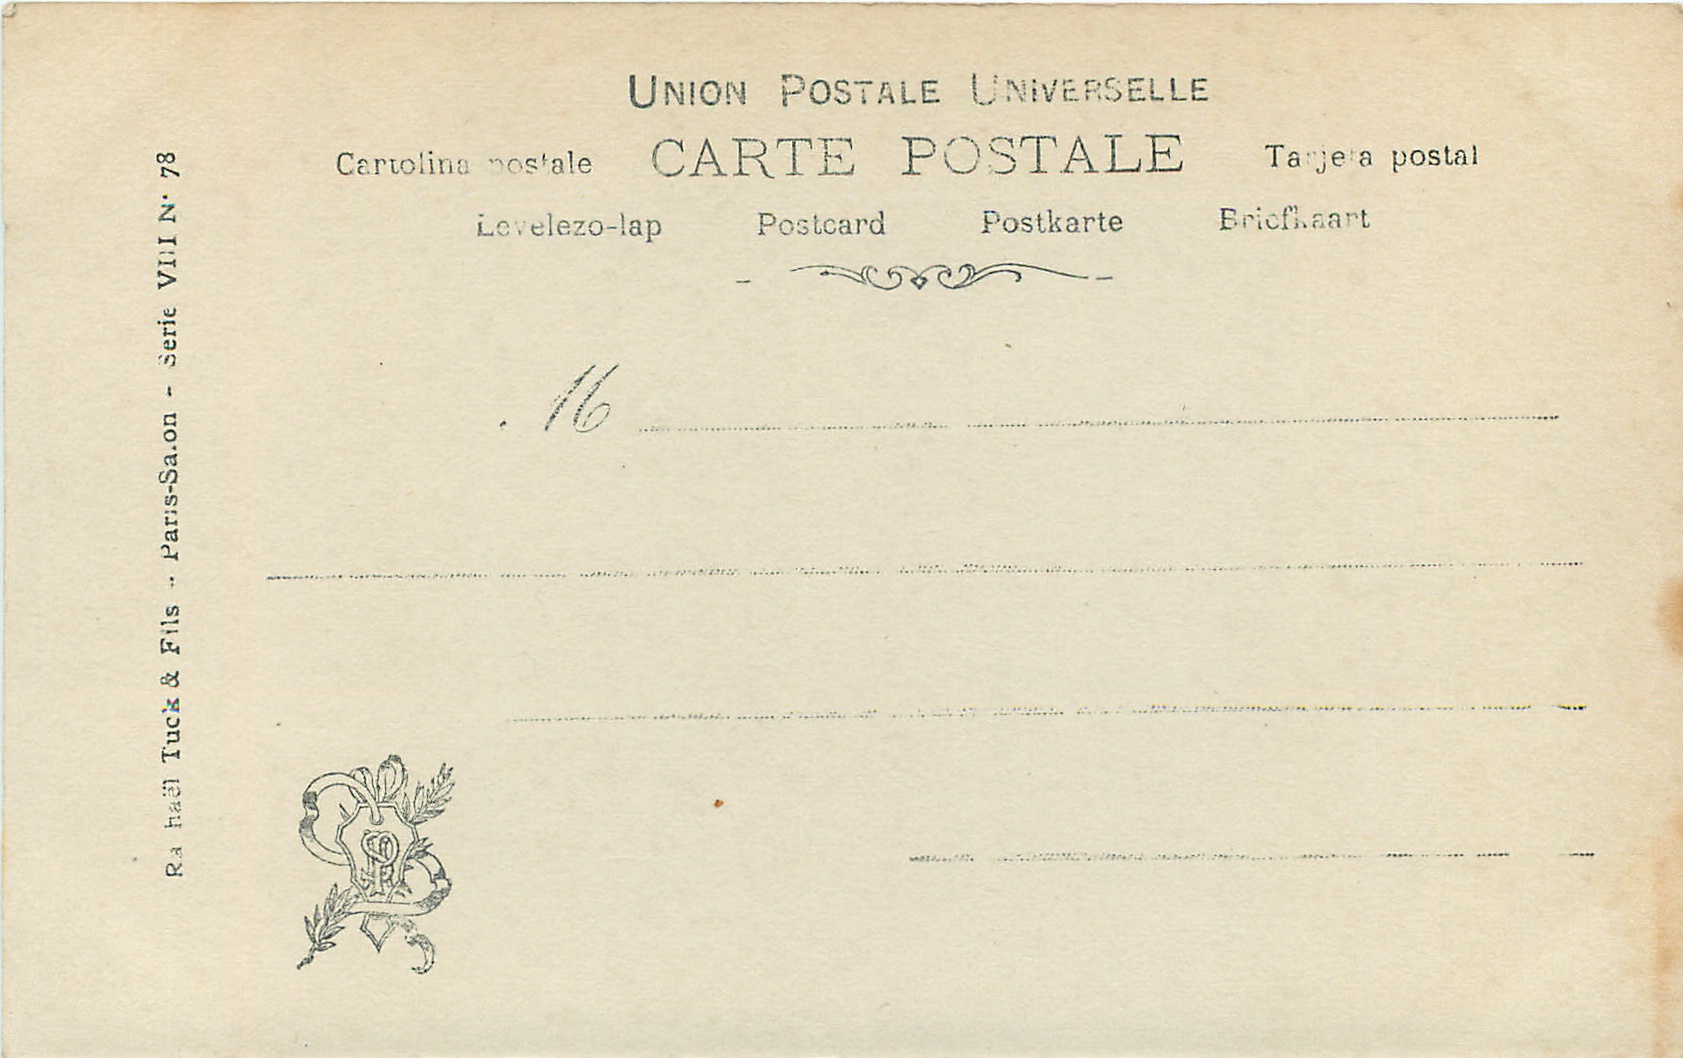 UNION POSTALE UNIVERSELLE
Cartolina postale CARTE POSTALE Tarjeta postal
Levelezo-lap Postcard Postkarte Briefkaart
Raphaël Tuck & Fils - Paris-Salon - Série VIII N° 78